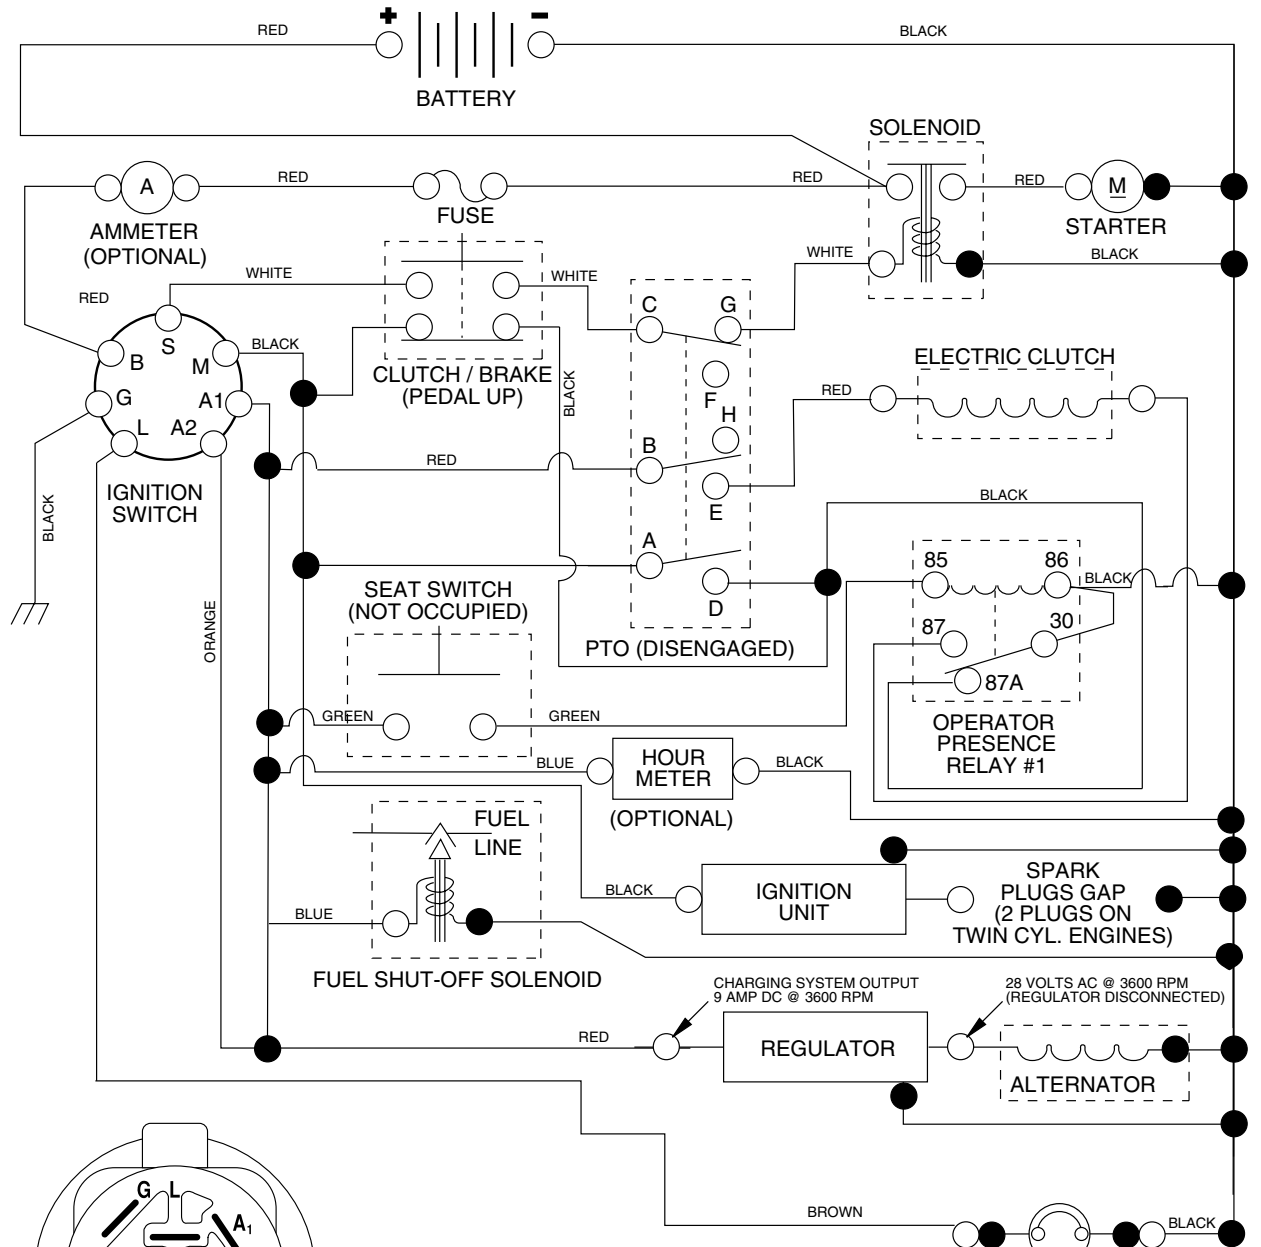 + -
RED
BLACK
BATTERY
SOLENOID
A
RED
RED
RED
M
FUSE
STARTER
AMMETER
(OPTIONAL)
WHITE
BLACK
WHITE
WHITE
RED
S
C
G
B
M
BLACK
ELECTRIC CLUTCH
CLUTCH / BRAKE
(PEDAL UP)
BLACK
F
RED
G
A1
H
L
A2
B
RED
IGNITION
SWITCH
BLACK
E
BLACK
A
85
86
BLACK
SEAT SWITCH
(NOT OCCUPIED)
D
ORANGE
87
30
PTO (DISENGAGED)
87A
GREEN
GREEN
OPERATOR
PRESENCE
RELAY #1
BLUE
HOUR
METER
BLACK
(OPTIONAL)
FUEL
LINE
SPARK
PLUGS GAP
(2 PLUGS ON
TWIN CYL. ENGINES)
BLACK
IGNITION
UNIT
BLUE
FUEL SHUT-OFF SOLENOID
CHARGING SYSTEM OUTPUT
9 AMP DC @ 3600 RPM
28 VOLTS AC @ 3600 RPM
(REGULATOR DISCONNECTED)
RED
REGULATOR
ALTERNATOR
G L
A1
BROWN
BLACK